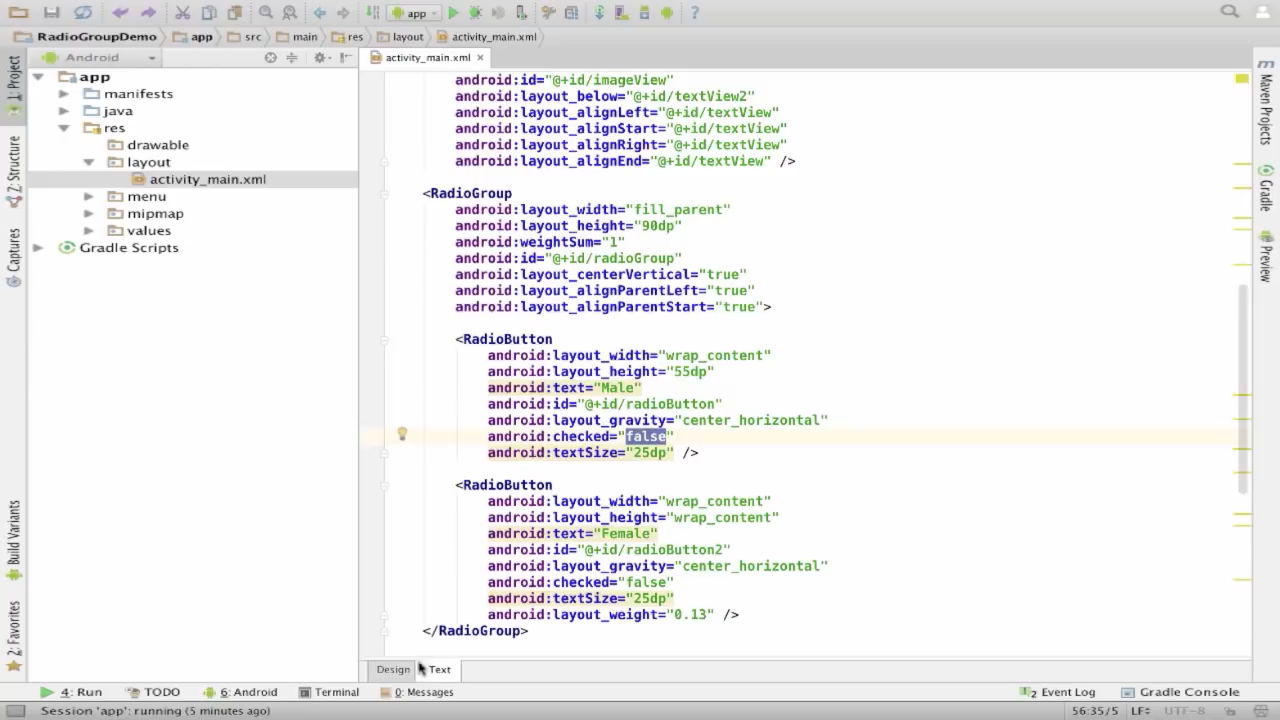 app
RadioGroupDemo
app
src
main
res
layout
activity_main.xml
Android
activity_main.xml
1: Project
Z: Structure
Captures
Build Variants
2: Favorites
app
manifests
java
res
drawable
layout
activity_main.xml
menu
mipmap
values
Gradle Scripts
android:id="@+id/imageView"
android:layout_below="@+id/textView2"
android:layout_alignLeft="@+id/textView"
android:layout_alignStart="@+id/textView"
android:layout_alignRight="@+id/textView"
android:layout_alignEnd="@+id/textView" />
<RadioGroup
android:layout_width="fill_parent"
android:layout_height="90dp"
android:weightSum="1"
android:id="@+id/radioGroup"
android:layout_centerVertical="true"
android:layout_alignParentLeft="true"
android:layout_alignParentStart="true">
<RadioButton
android:layout_width="wrap_content"
android:layout_height="55dp"
android:text="Male"
android:id="@+id/radioButton"
android:layout_gravity="center_horizontal"
android:checked="false"
android:textSize="25dp" />
<RadioButton
android:layout_width="wrap_content"
android:layout_height="wrap_content"
android:text="Female"
android:id="@+id/radioButton2"
android:layout_gravity="center_horizontal"
android:checked="false"
android:textSize="25dp"
android:layout_weight="0.13" />
</RadioGroup>
Maven Projects
Gradle
Preview
Design
Text
4: Run
TODO
6: Android
Terminal
0: Messages
2 Event Log
Gradle Console
Session 'app': running (5 minutes ago)
56:35/5
LF
UTF-8